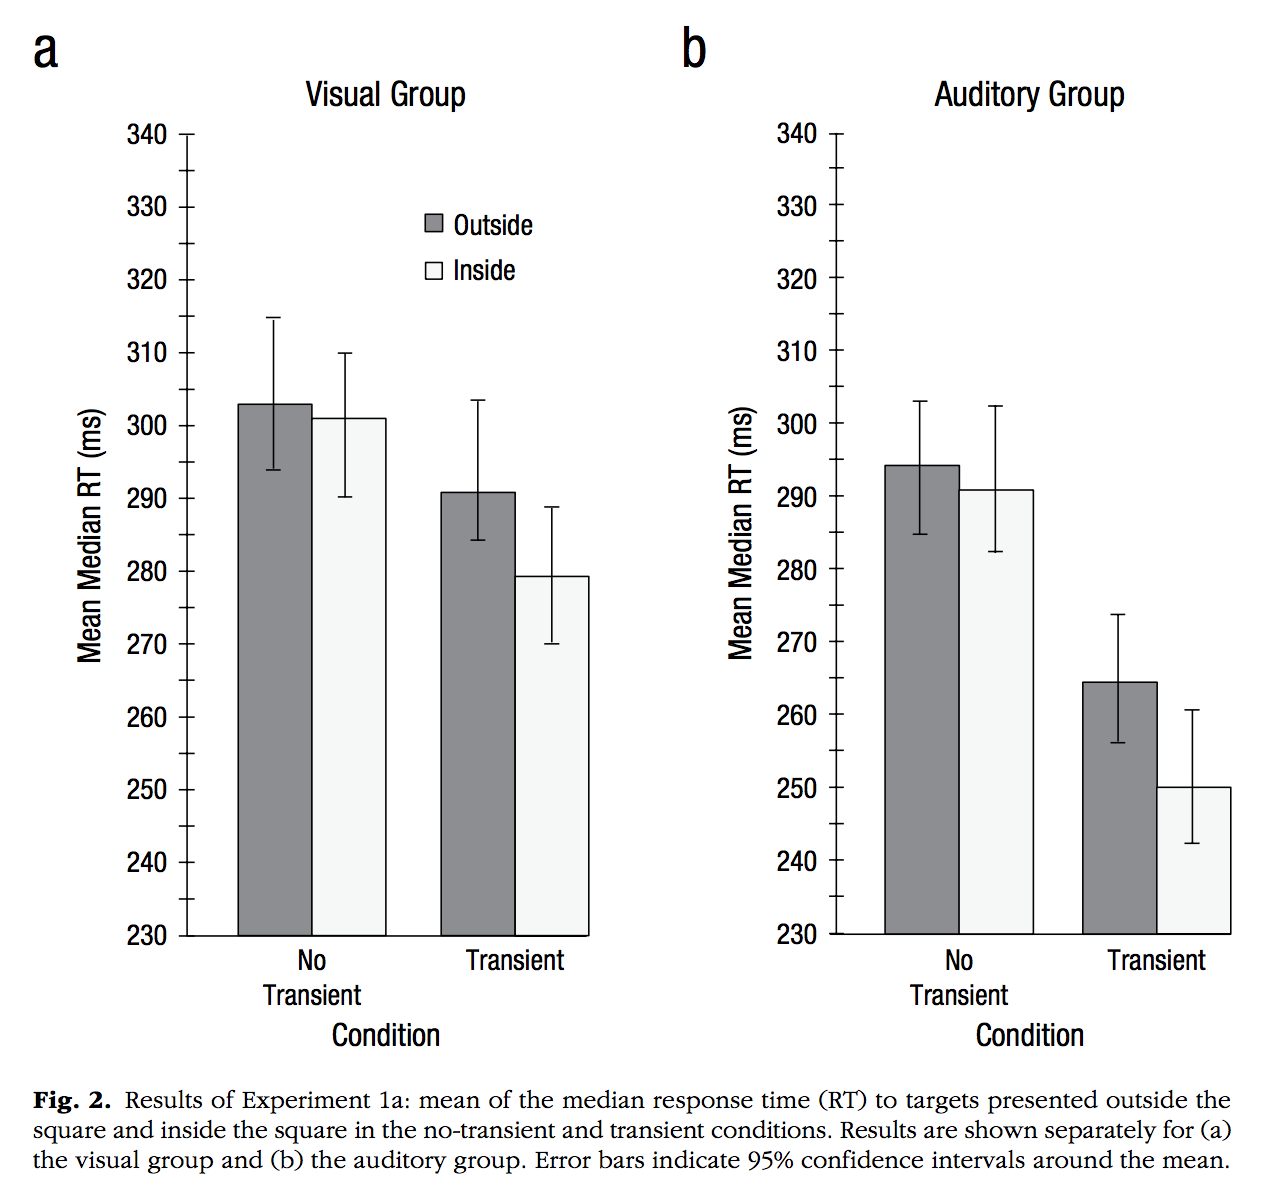 a
Visual Group
340
330
320
310
300
290
280
270
260
250
240
230
Mean Median RT (ms)
Outside
Inside
No
Transient
Transient
Condition
b
Auditory Group
340
330
320
310
300
290
280
270
260
250
240
230
Mean Median RT (ms)
No
Transient
Transient
Condition
Fig. 2. Results of Experiment 1a: mean of the median response time (RT) to targets presented outside the
square and inside the square in the no-transient and transient conditions. Results are shown separately for (a)
the visual group and (b) the auditory group. Error bars indicate 95% confidence intervals around the mean.